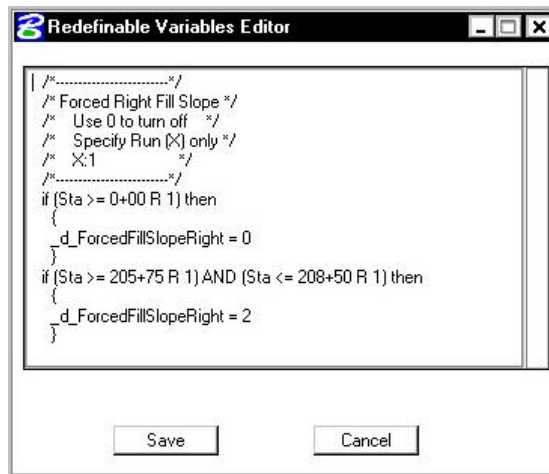 Redefinable Variables Editor
/*-------------------------*/
/* Forced Right Fill Slope */
/* Use 0 to turn off */
/* Specify Run (X) only */
/* X:1 */
/*-------------------------*/
if (Sta >= 0+00 R 1) then
{
_d_ForcedFillSlopeRight = 0
}
if (Sta >= 205+75 R 1) AND (Sta <= 208+50 R 1) then
{
_d_ForcedFillSlopeRight = 2
}
Save Cancel